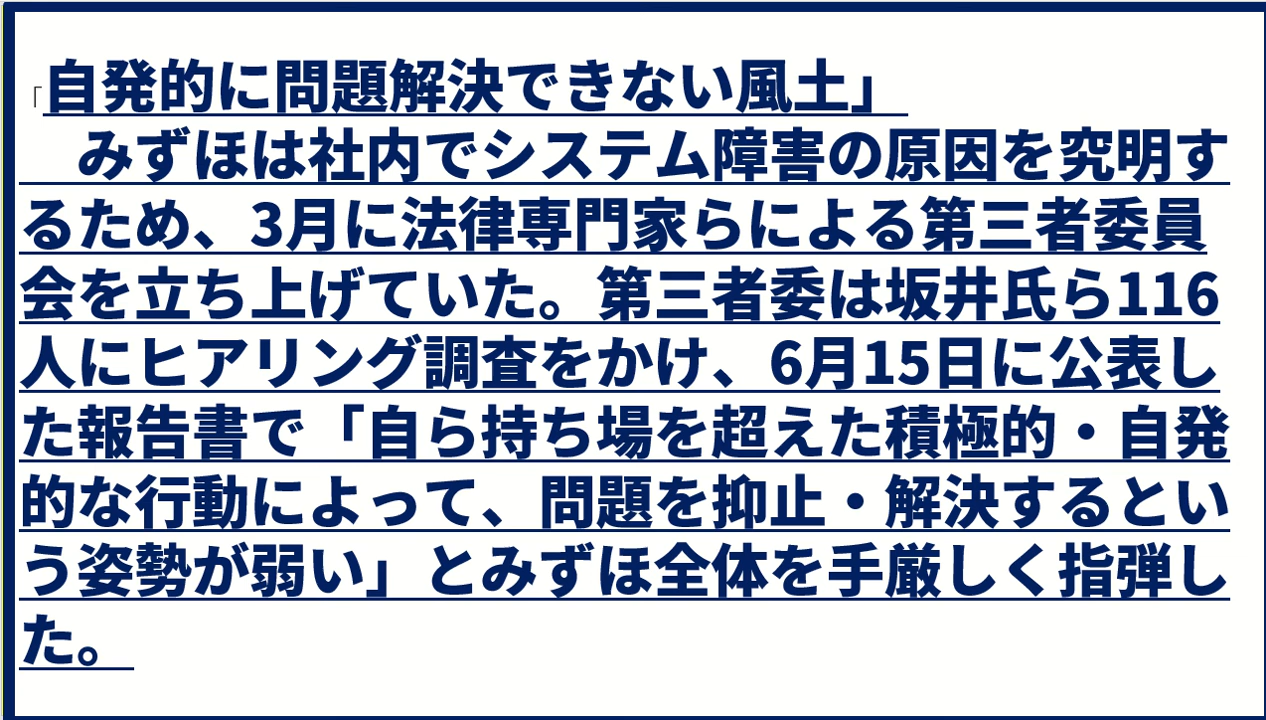 「自発的に問題解決できない風土」
　みずほは社内でシステム障害の原因を究明す
るため、3月に法律専門家らによる第三者委員
会を立ち上げていた。第三者委は坂井氏ら116
人にヒアリング調査をかけ、6月15日に公表し
た報告書で「自ら持ち場を超えた積極的・自発
的な行動によって、問題を抑止・解決するとい
う姿勢が弱い」とみずほ全体を手厳しく指弾し
た。